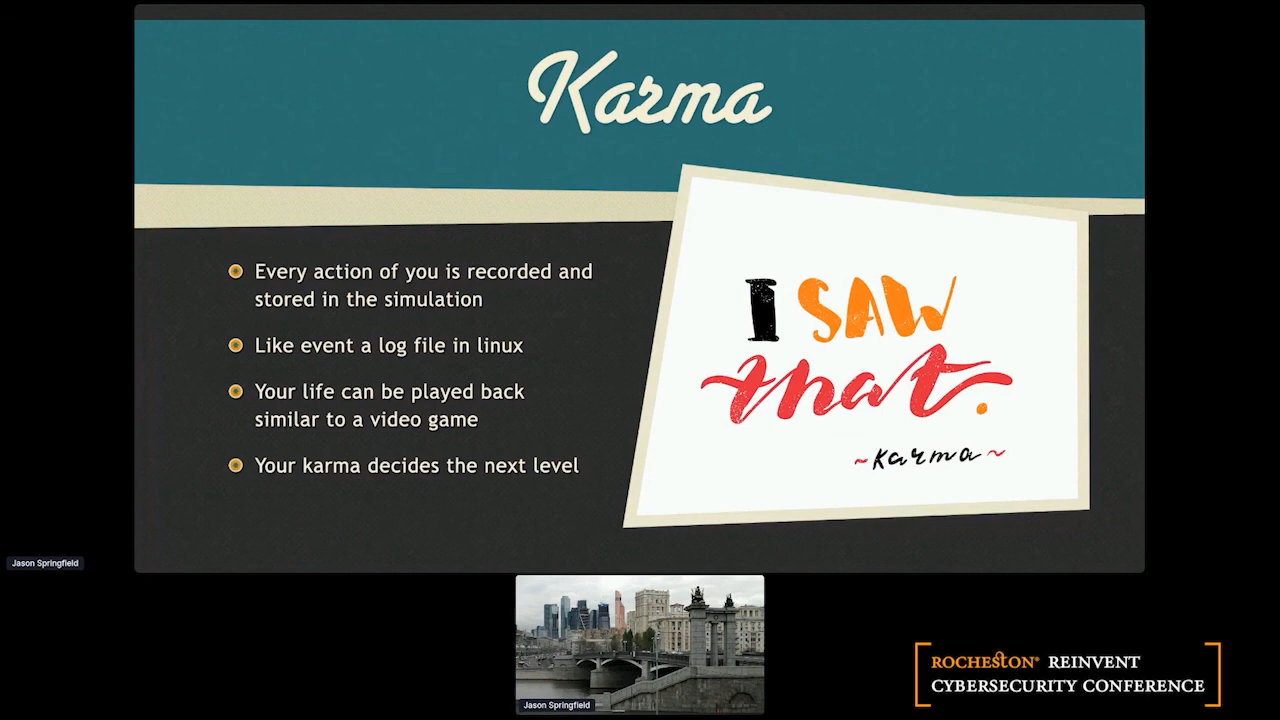 Karma
Every action of you is recorded and
stored in the simulation
Like event a log file in linux
Your life can be played back
similar to a video game
Your karma decides the next level
I SAW
that.
~karma~
Jason Springfield
Jason Springfield
ROCHESTON® REINVENT
CYBERSECURITY CONFERENCE